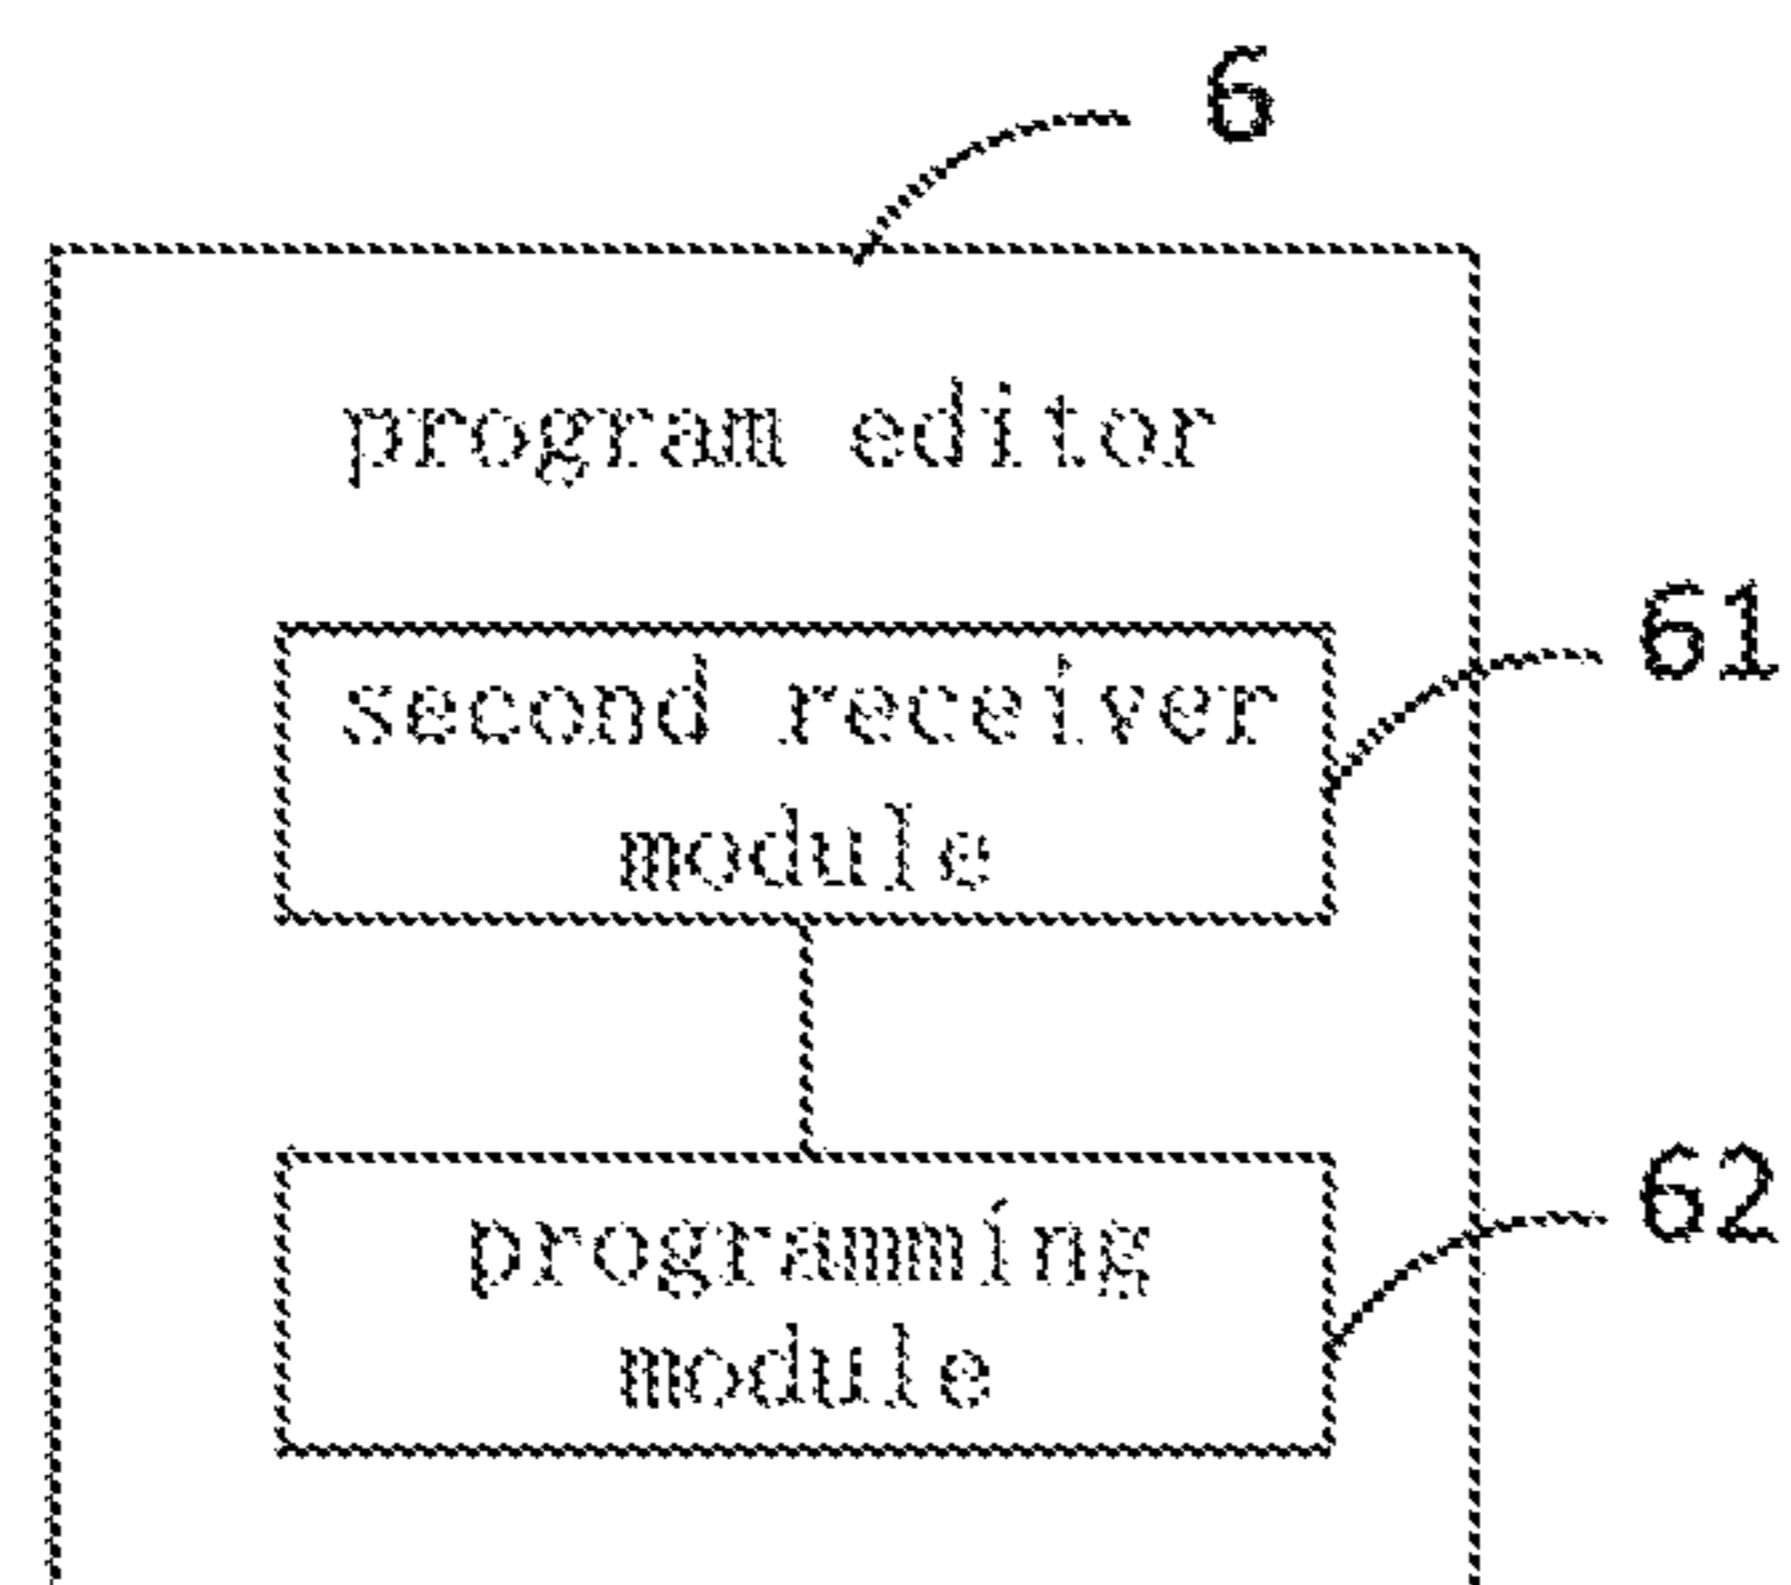 6
program editor
61
second receiver
module
62
programming
module